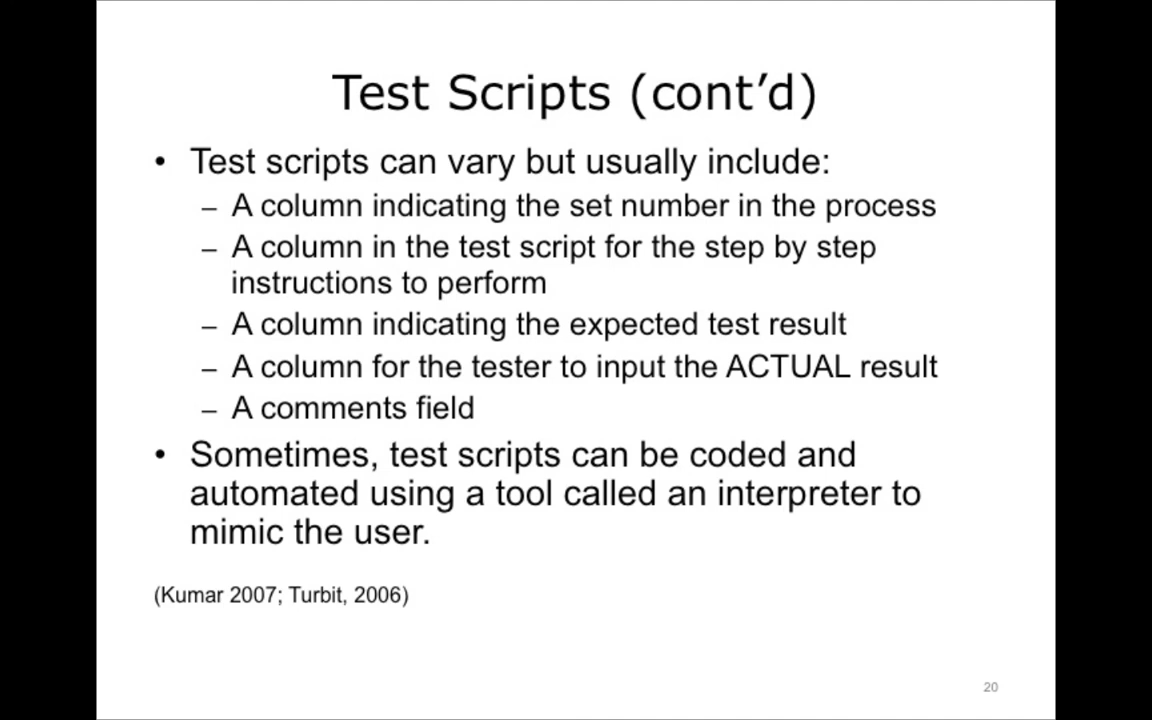 Test Scripts (cont’d)
• Test scripts can vary but usually include:
– A column indicating the set number in the process
– A column in the test script for the step by step
instructions to perform
– A column indicating the expected test result
– A column for the tester to input the ACTUAL result
– A comments field
• Sometimes, test scripts can be coded and
automated using a tool called an interpreter to
mimic the user.
(Kumar 2007; Turbit, 2006)
20